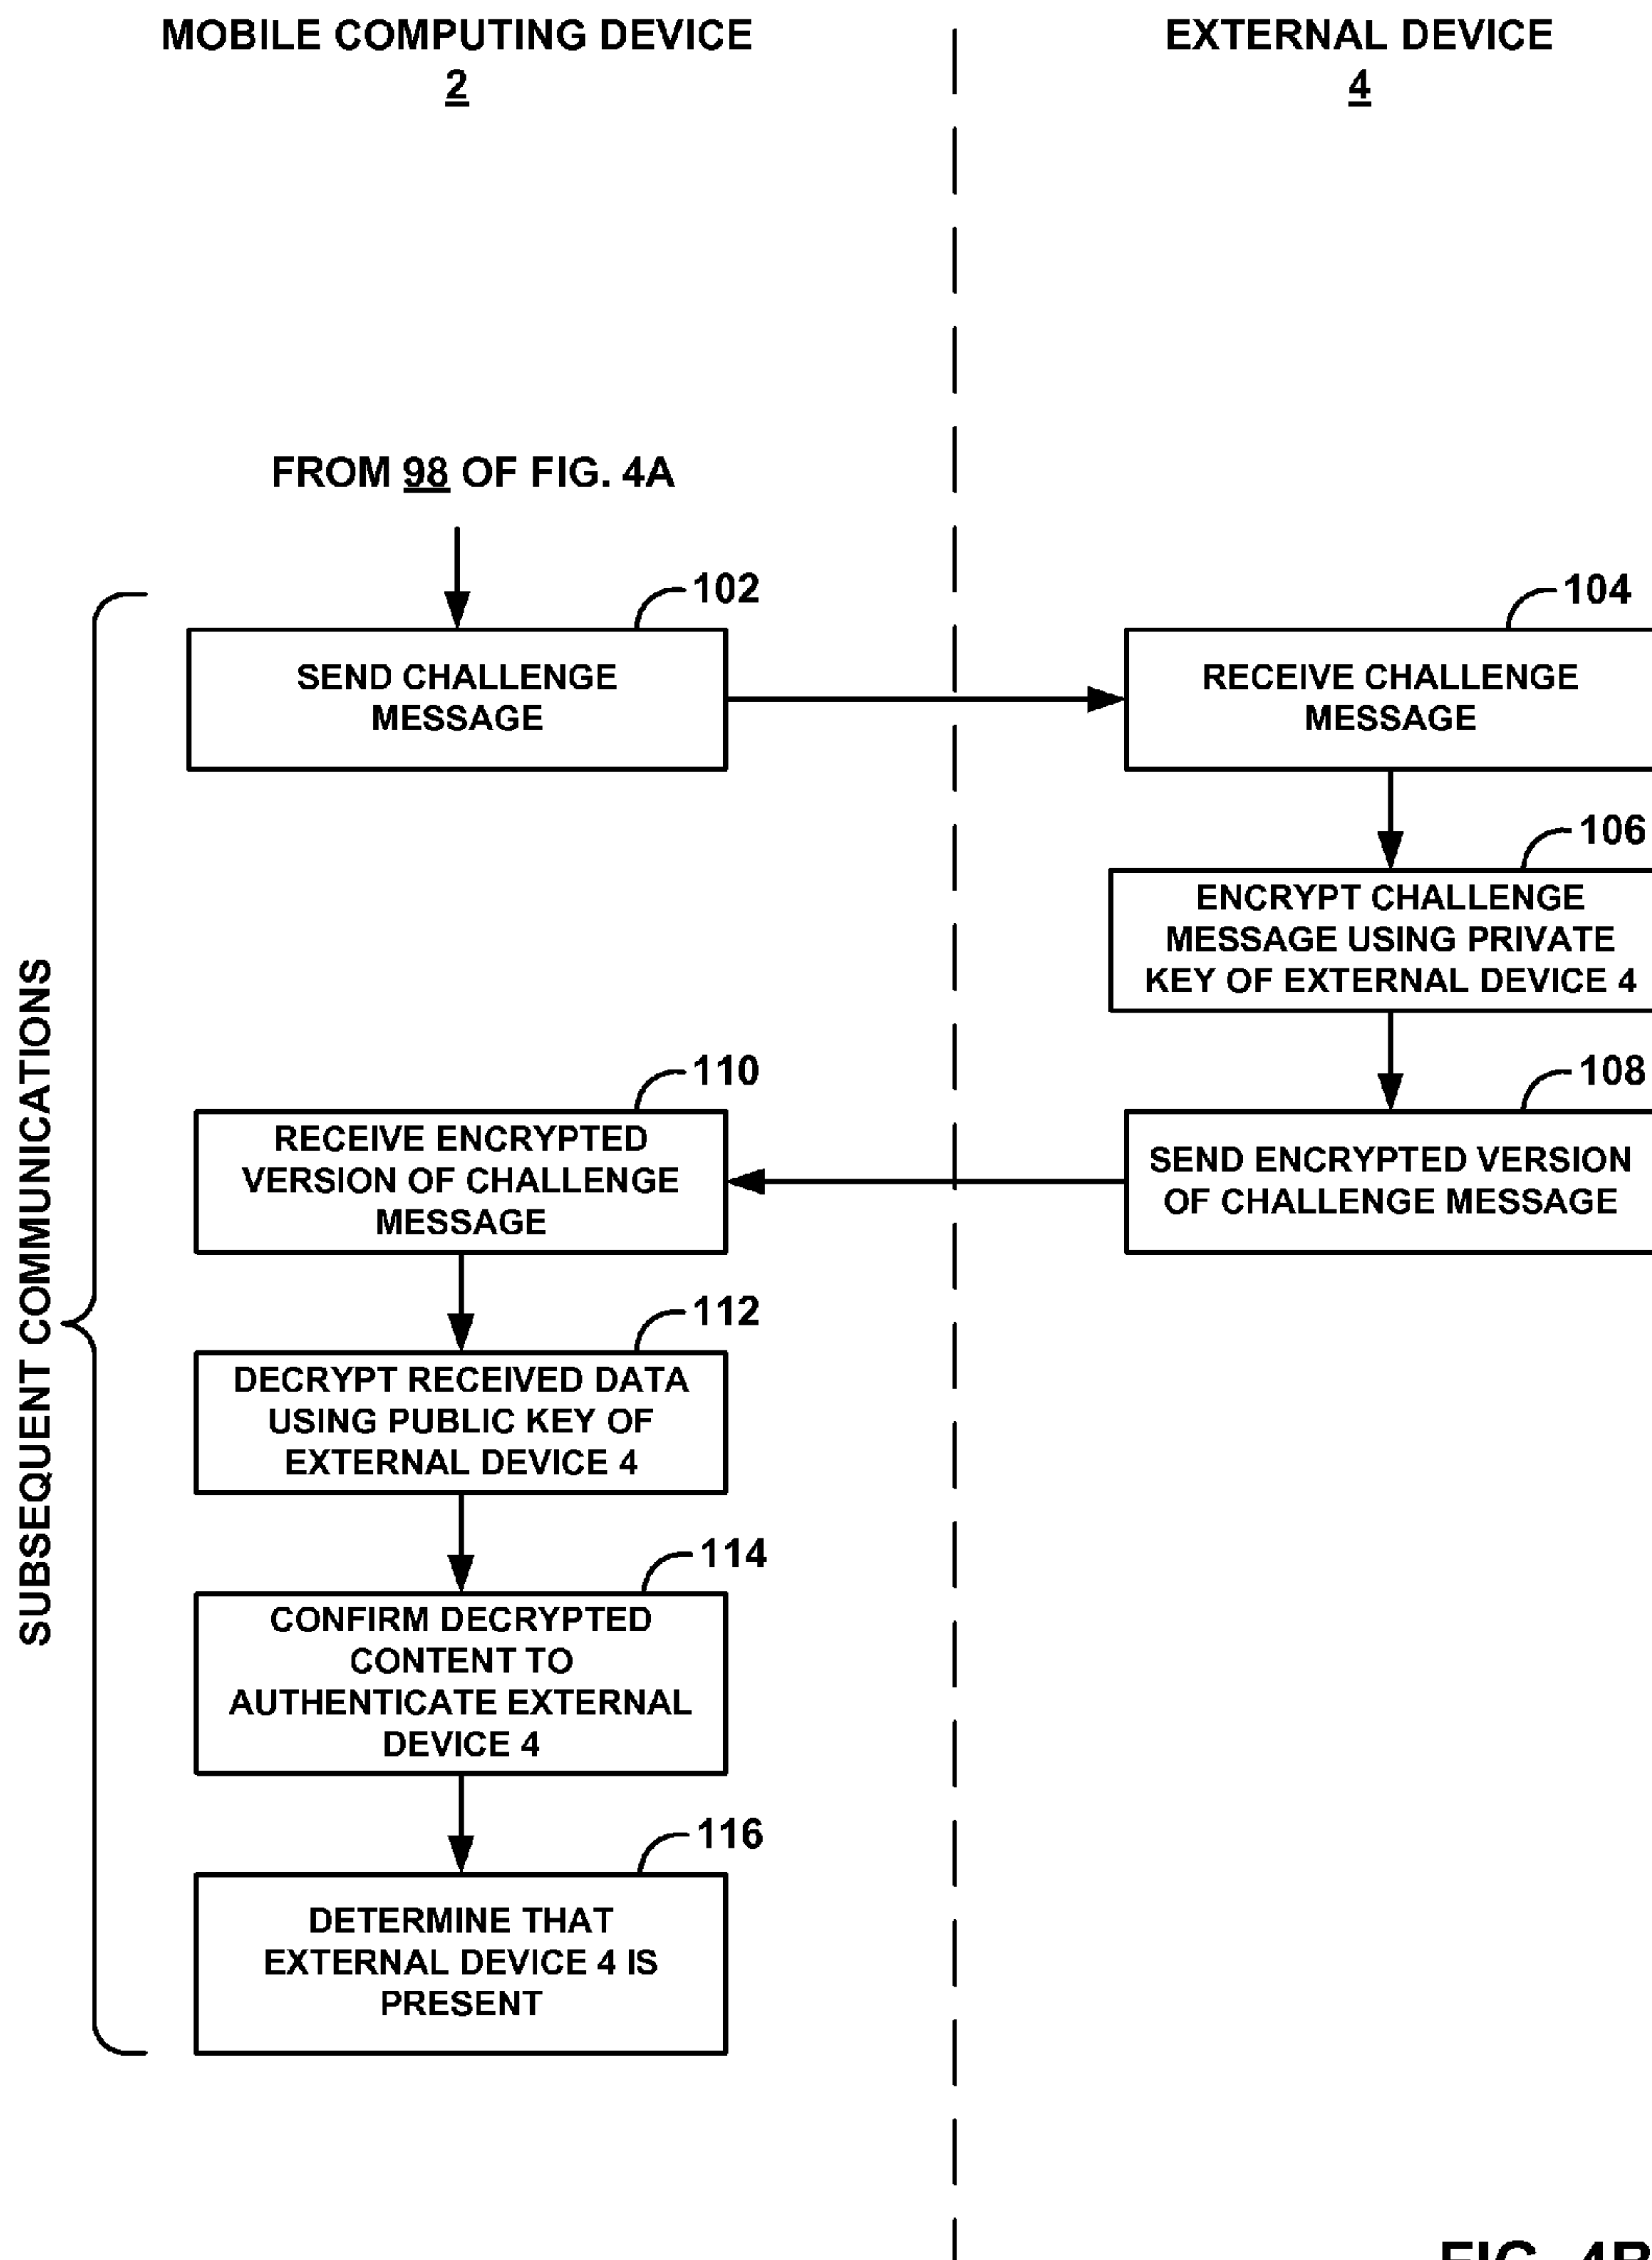 MOBILE COMPUTING DEVICE
2
EXTERNAL DEVICE
4
FROM 98 OF FIG. 4A
102
SEND CHALLENGE
MESSAGE
104
RECEIVE CHALLENGE
MESSAGE
106
ENCRYPT CHALLENGE
MESSAGE USING PRIVATE
KEY OF EXTERNAL DEVICE 4
108
SEND ENCRYPTED VERSION
OF CHALLENGE MESSAGE
110
RECEIVE ENCRYPTED
VERSION OF CHALLENGE
MESSAGE
112
DECRYPT RECEIVED DATA
USING PUBLIC KEY OF
EXTERNAL DEVICE 4
114
CONFIRM DECRYPTED
CONTENT TO
AUTHENTICATE EXTERNAL
DEVICE 4
116
DETERMINE THAT
EXTERNAL DEVICE 4 IS
PRESENT
SUBSEQUENT COMMUNICATIONS
FIG. 4B